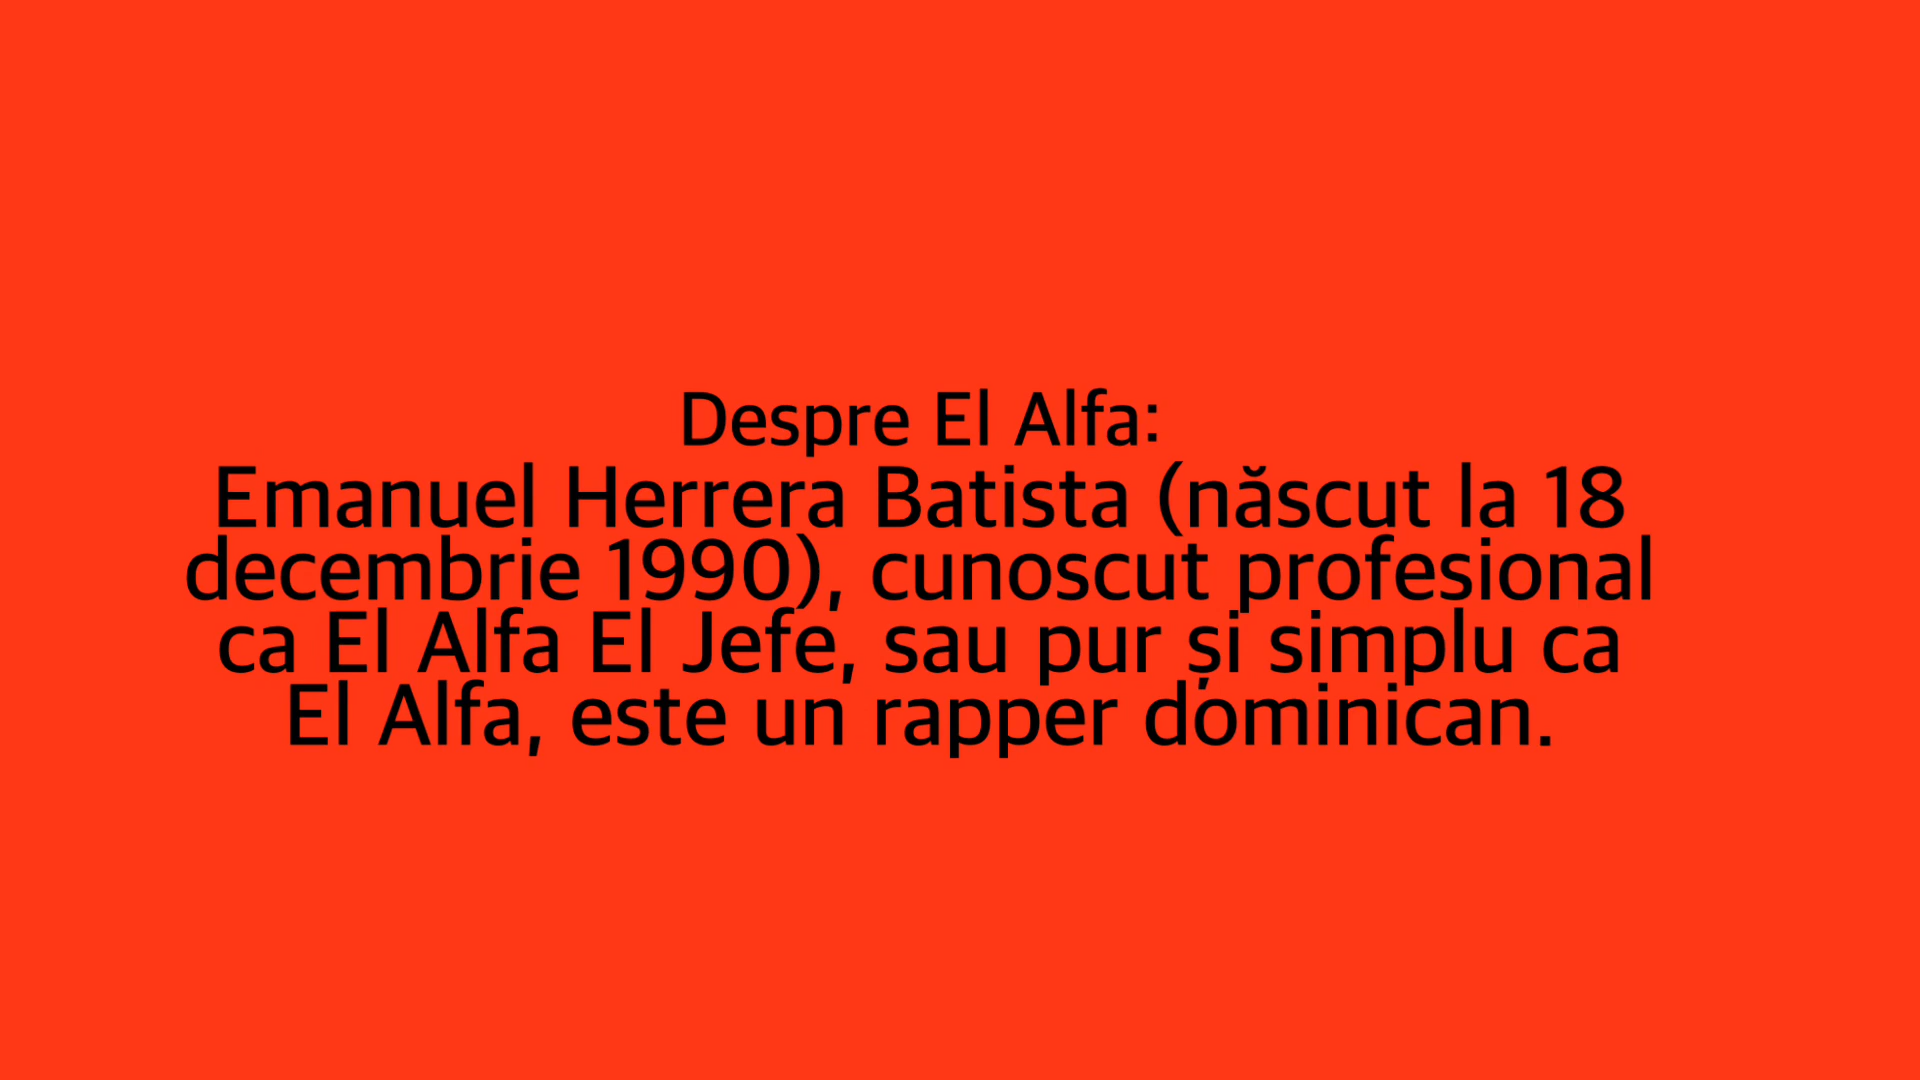 Despre El Alfa:
Emanuel Herrera Batista (născut la 18
decembrie 1990), cunoscut profesional
ca El Alfa El Jefe, sau pur și simplu ca
El Alfa, este un rapper dominican.